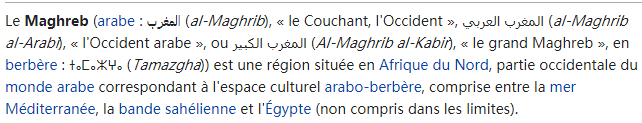 Le Maghreb (arabe : المغرب (al-Maghrib), « le Couchant, l'Occident », المغرب العربي (al-Maghrib
al-Arabi), « l'Occident arabe », ou المغرب الكبير (Al-Maghrib al-Kabir), « le grand Maghreb », en
berbère : ⵜⴰⵎⴰⵣⵖⴰ (Tamazgha)) est une région située en Afrique du Nord, partie occidentale du
monde arabe correspondant à l'espace culturel arabo-berbère, comprise entre la mer
Méditerranée, la bande sahélienne et l'Égypte (non compris dans les limites).